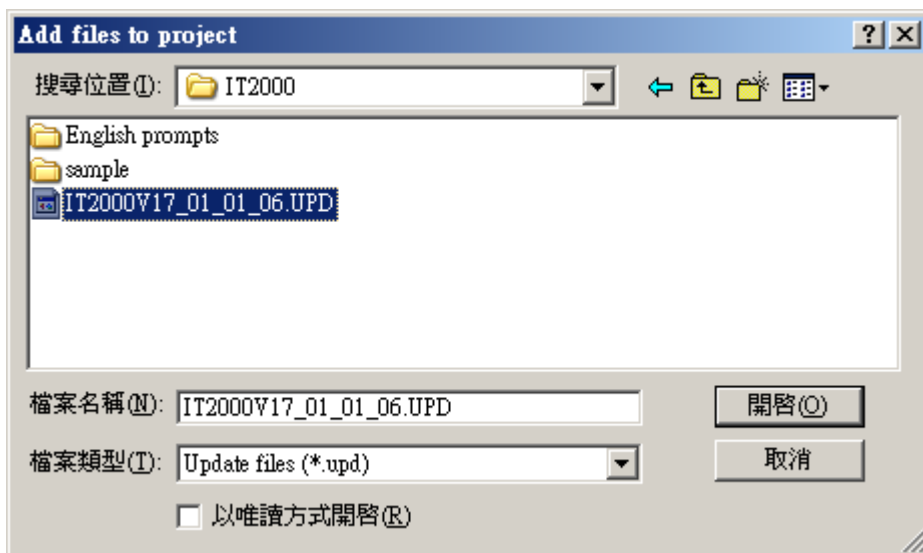 Add files to project
搜尋位置(I): IT2000
English prompts
sample
IT2000V17_01_01_06.UPD
檔案名稱(N): IT2000V17_01_01_06.UPD 開啓(O)
檔案類型(T): Update files (*.upd) 取消
以唯讀方式開啓(R)